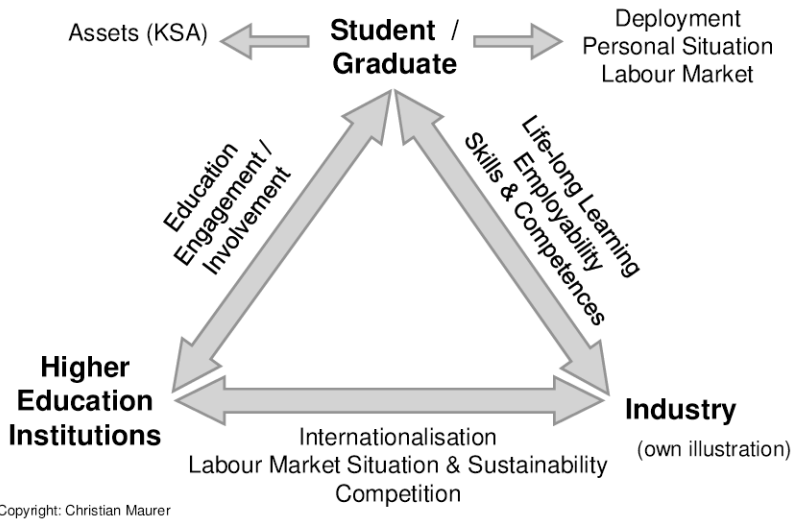 Assets (KSA)
Student / Graduate
Deployment
Personal Situation
Labour Market
Education
Engagement /
Involvement
Life-long Learning
Employability
Skills & Competences
Higher
Education
Institutions
Industry
(own illustration)
Internationalisation
Labour Market Situation & Sustainability
Competition
Copyright: Christian Maurer